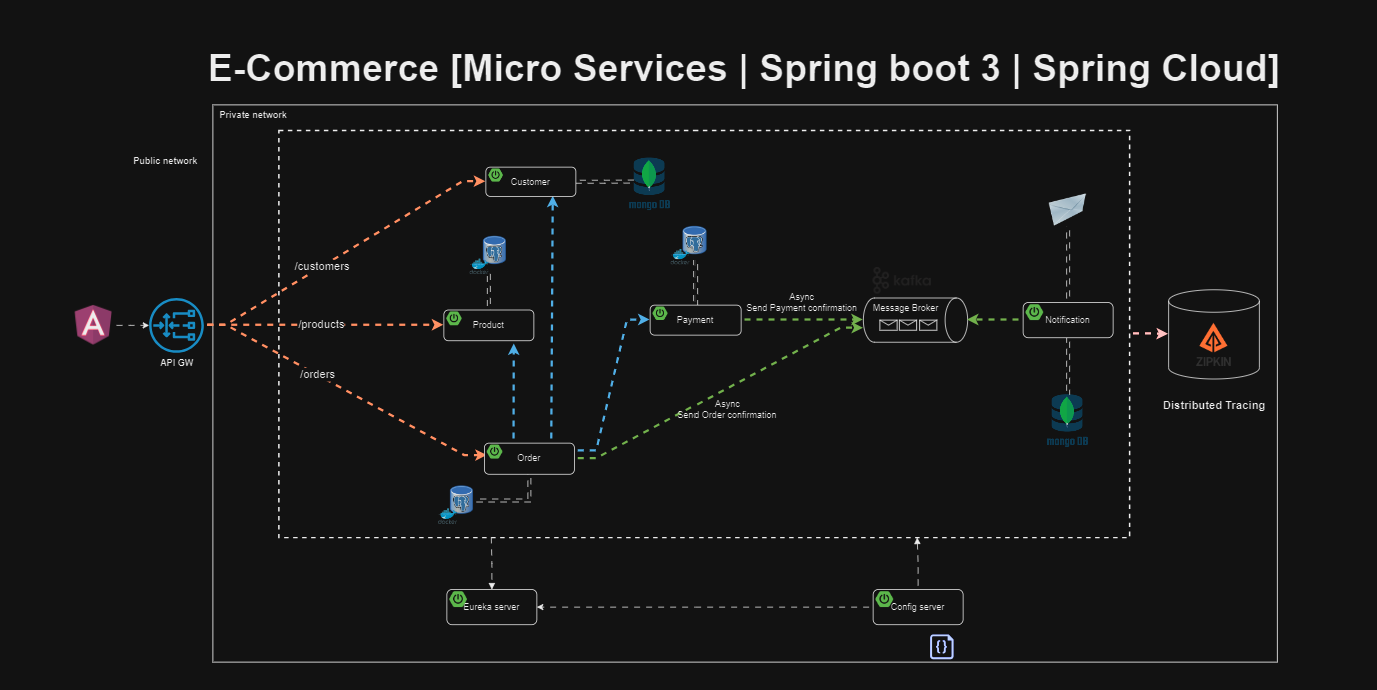 E-Commerce [Micro Services | Spring boot 3 | Spring Cloud]
Private network
Public network
Customer
mongo DB
docker
docker
/customers
kafka
Async
Send Payment confirmation
Message Broker
/products
Product
Payment
Notification
A
API GW
ZIPKIN
/orders
Async
Send Order confirmation
Distributed Tracing
mongo DB
Order
docker
Eureka server
Config server
{}